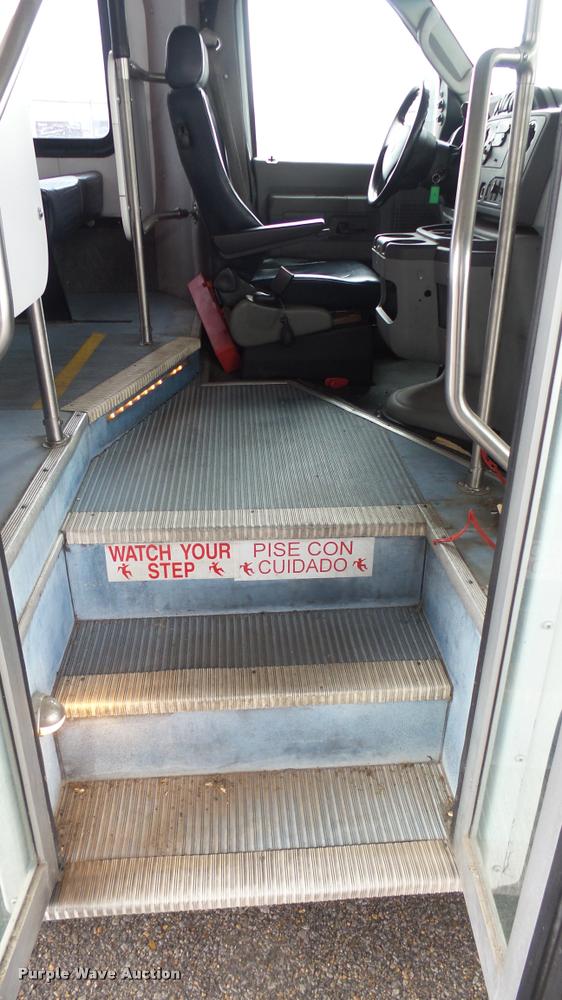 WATCH YOUR
STEP
PISE CON
CUIDADO
Purple Wave Auction